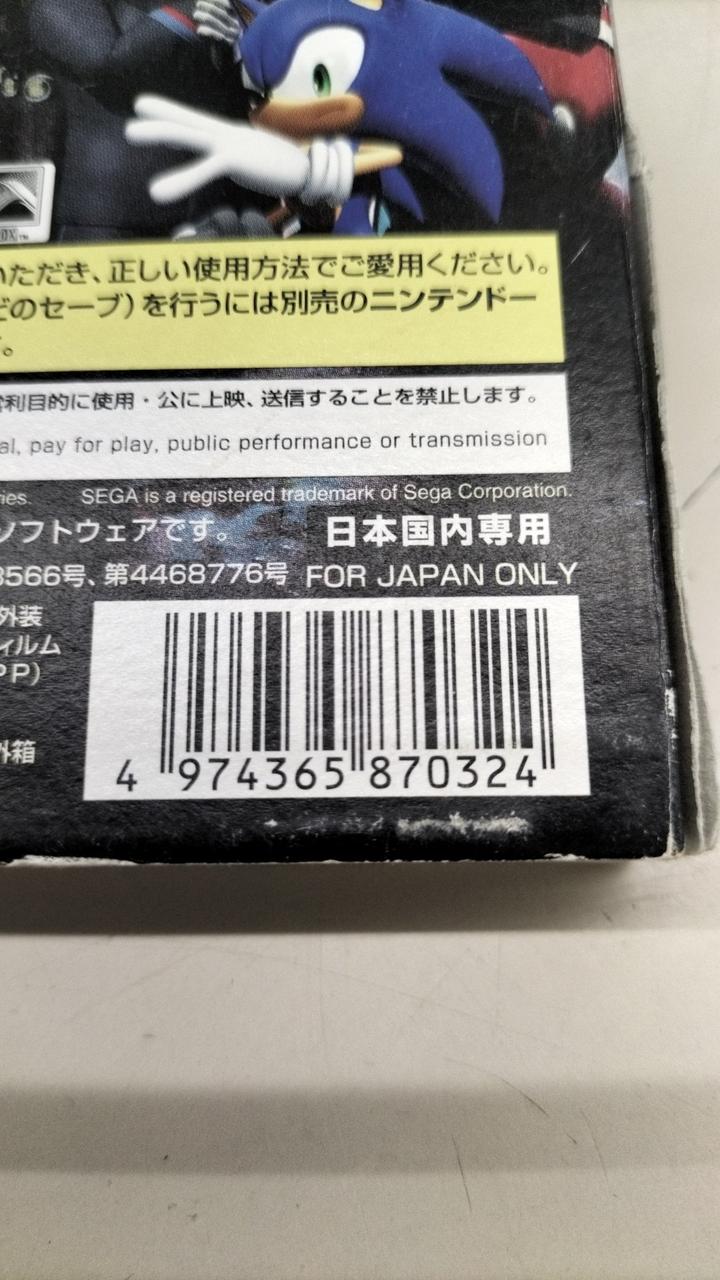 いただき、正しい使用方法でご愛用ください。
どのセーブ）を行うには別売のニンテンドー
す。
営利目的に使用・公に上映、送信することを禁止します。
al, pay for play, public performance or transmission
ries. SEGA is a registered trademark of Sega Corporation.
ソフトウェアです。
日本国内専用
3566号、第4468776号
FOR JAPAN ONLY
外装
ィルム
PP)
外箱
4 974365 870324